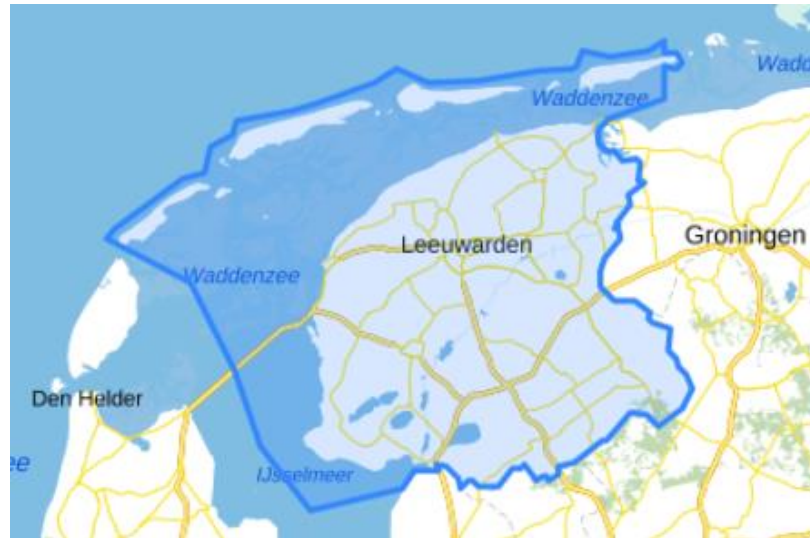 Waddenzee
Wadd
Leeuwarden
Groningen
Waddenzee
Den Helder
ee
IJsselmeer